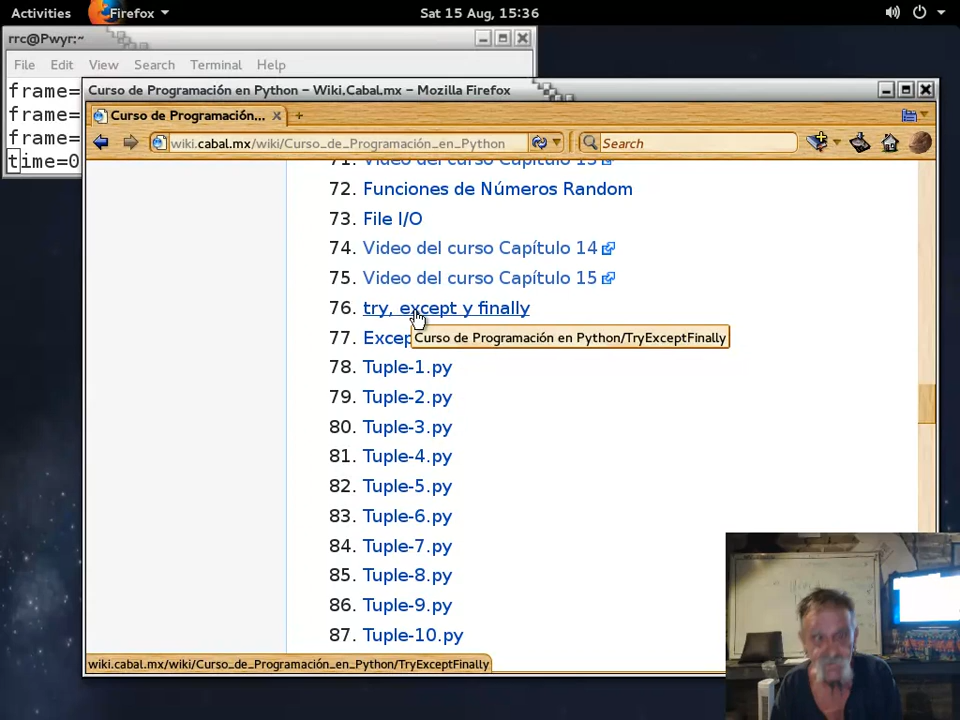 Activities Firefox Sat 15 Aug, 15:36
rrc@Pwyr:~
File Edit View Search Terminal Help
frame=
frame=
frame=
time=0
Curso de Programación en Python – Wiki.Cabal.mx – Mozilla Firefox
Curso de Programación...
wiki.cabal.mx/wiki/Curso_de_Programación_en_Python
Search
71. Video del curso Capítulo 13
72. Funciones de Números Random
73. File I/O
74. Video del curso Capítulo 14
75. Video del curso Capítulo 15
76. try, except y finally
77. Excep
Curso de Programación en Python/TryExceptFinally
78. Tuple-1.py
79. Tuple-2.py
80. Tuple-3.py
81. Tuple-4.py
82. Tuple-5.py
83. Tuple-6.py
84. Tuple-7.py
85. Tuple-8.py
86. Tuple-9.py
87. Tuple-10.py
wiki.cabal.mx/wiki/Curso_de_Programación_en_Python/TryExceptFinally